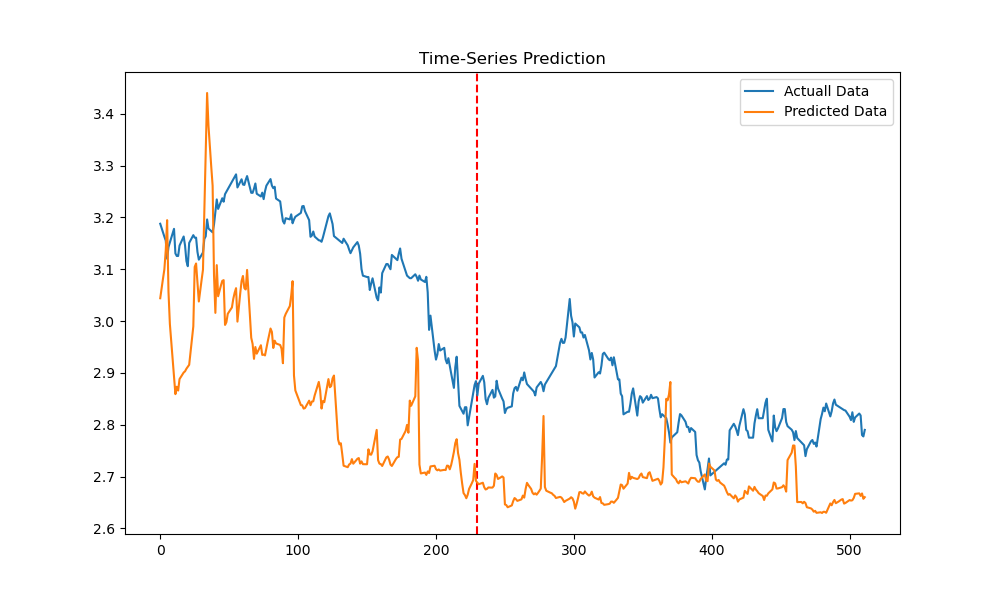 Time-Series Prediction
Actuall Data
Predicted Data
3.4
3.3
3.2
3.1
3.0
2.9
2.8
2.7
2.6
0 100 200 300 400 500